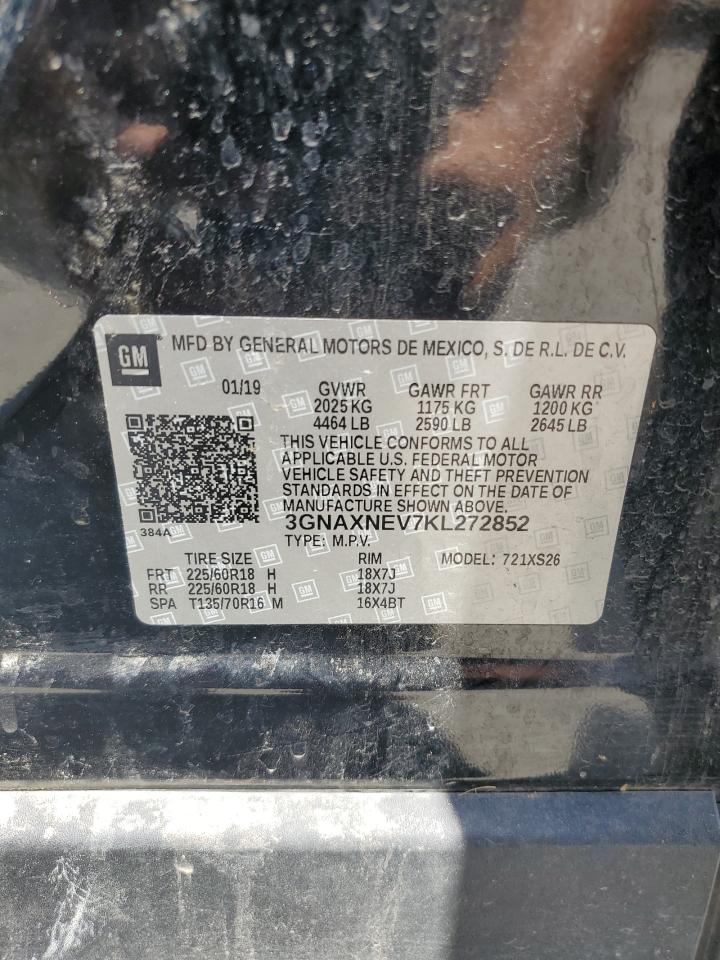 GM ® MFD BY GENERAL MOTORS DE MEXICO, S. DE R.L. DE C.V.
01/19 GVWR GAWR FRT GAWR RR
2025 KG 1175 KG 1200 KG
4464 LB 2590 LB 2645 LB
THIS VEHICLE CONFORMS TO ALL
APPLICABLE U.S. FEDERAL MOTOR
VEHICLE SAFETY AND THEFT PREVENTION
STANDARDS IN EFFECT ON THE DATE OF
MANUFACTURE SHOWN ABOVE.
3GNAXNEV7KL272852
384A TYPE: M.P.V.
TIRE SIZE RIM MODEL: 721XS26
FRT 225/60R18 H 18X7J
RR 225/60R18 H 18X7J
SPA T135/70R16 M 16X4BT